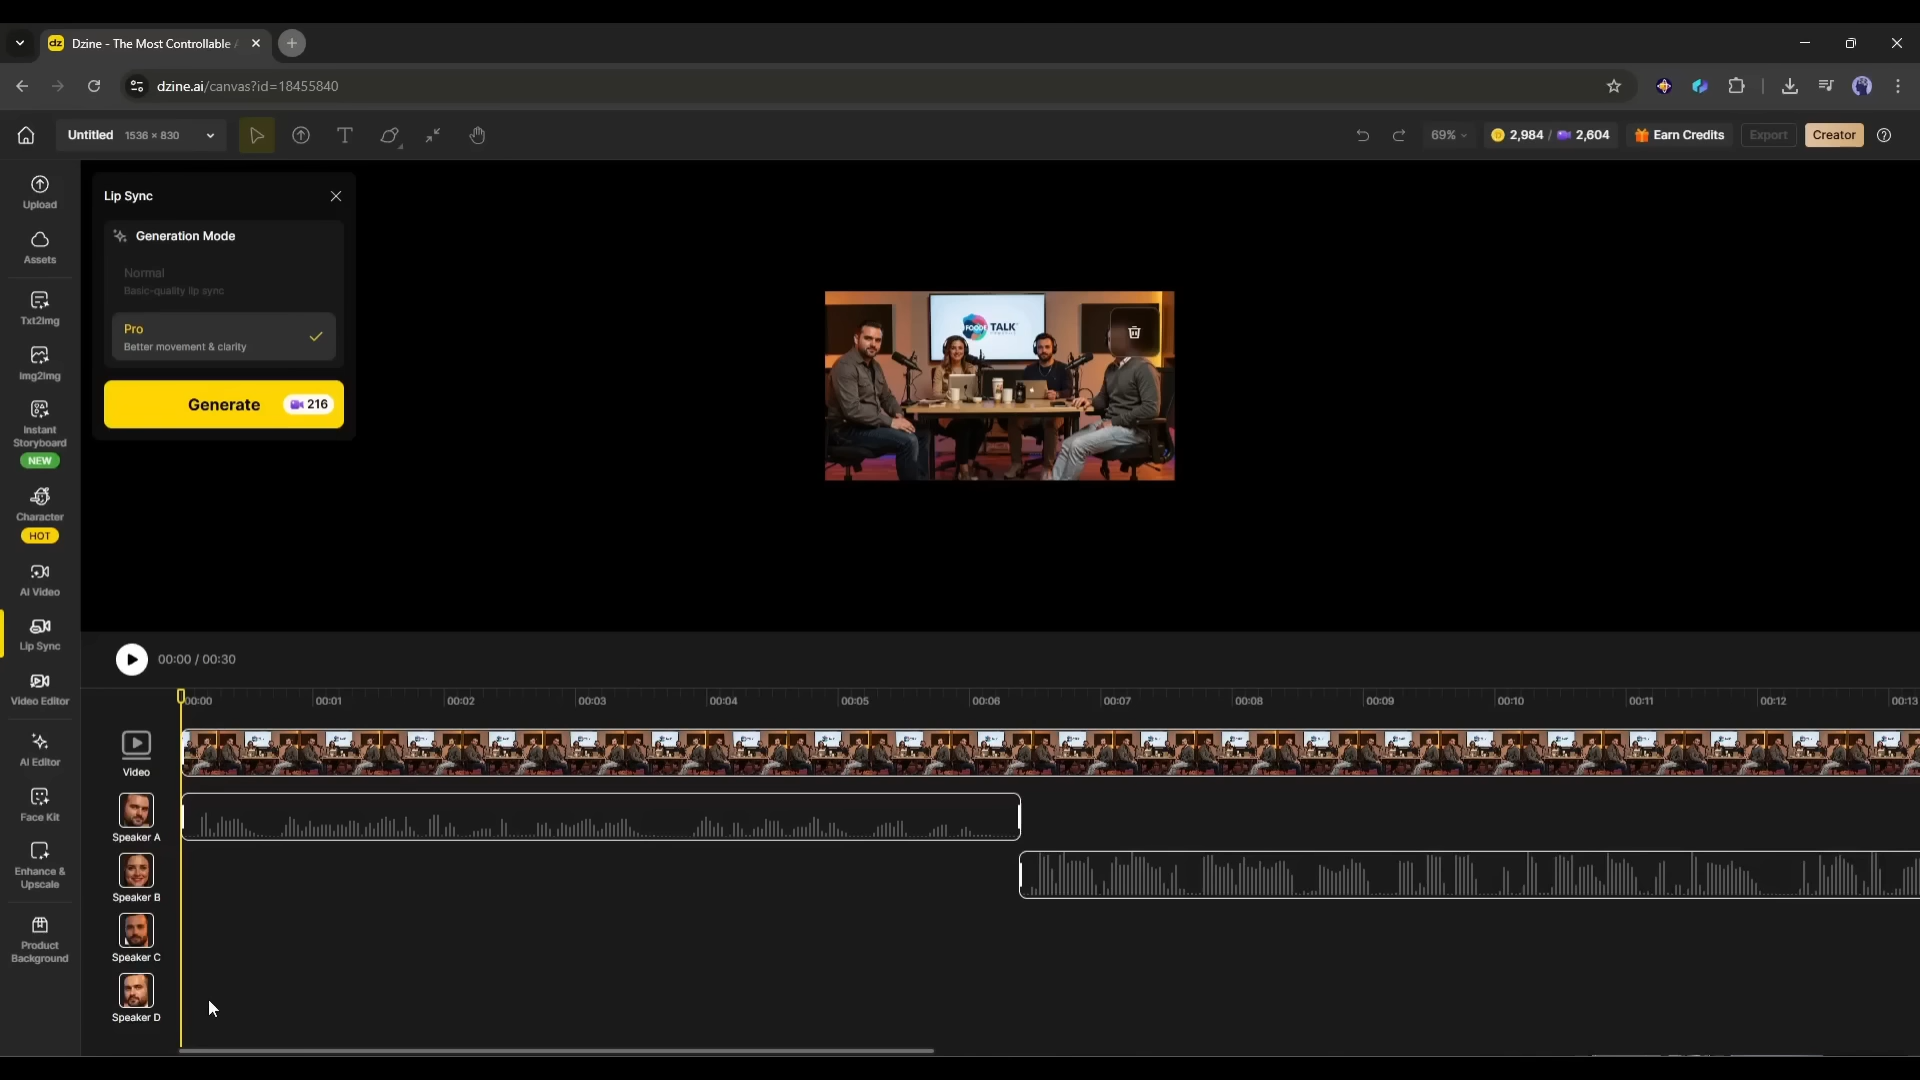 Dzine - The Most Controllable
dzine.ai/canvas?id=18455840
Untitled 1536 × 830
69%
2,984 / 2,604
Earn Credits
Export
Creator
Upload
Assets
Txt2Img
Img2Img
Instant
Storyboard
NEW
Character
HOT
AI Video
Lip Sync
Video Editor
AI Editor
Face Kit
Enhance &
Upscale
Product
Background
Lip Sync
Generation Mode
Normal
Basic-quality lip sync
Pro
Better movement & clarity
Generate 216
TALK
00:00 / 00:30
00:00 00:01 00:02 00:03 00:04 00:05 00:06 00:07 00:08 00:09 00:10 00:11 00:12 00:13
Video
Speaker A
Speaker B
Speaker C
Speaker D